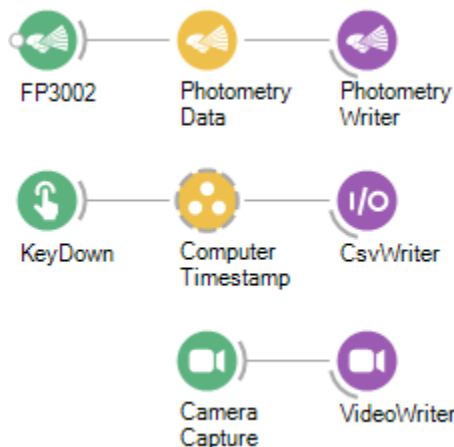 FP3002
Photometry
Data
Photometry
Writer
I/O
KeyDown
Computer
Timestamp
CsvWriter
Camera
Capture
VideoWriter